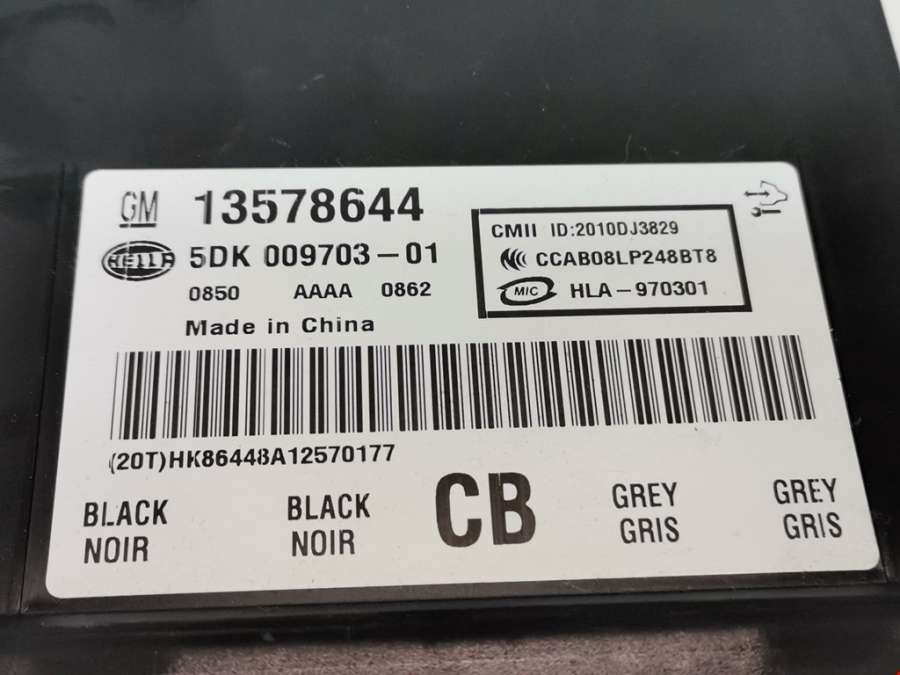 GM 13578644
HELLA 5DK 009703-01
0850 AAAA 0862
Made in China
CMII ID:2010DJ3829
CCAB08LP248BT8
MIC HLA-970301
(20T)HK86448A12570177
BLACK BLACK CB GREY GREY
NOIR NOIR GRIS GRIS